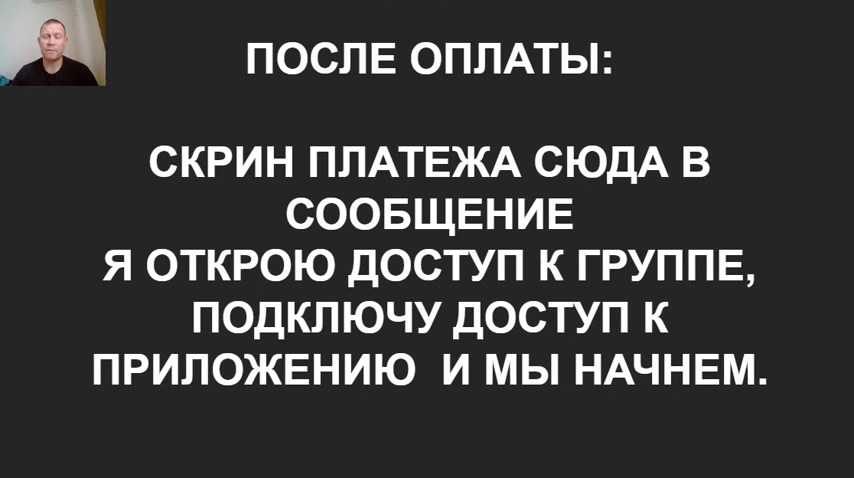 ПОСЛЕ ОПЛАТЫ:
СКРИН ПЛАТЕЖА СЮДА В
СООБЩЕНИЕ
Я ОТКРОЮ ДОСТУП К ГРУППЕ,
ПОДКЛЮЧУ ДОСТУП К
ПРИЛОЖЕНИЮ  И МЫ НАЧНЕМ.